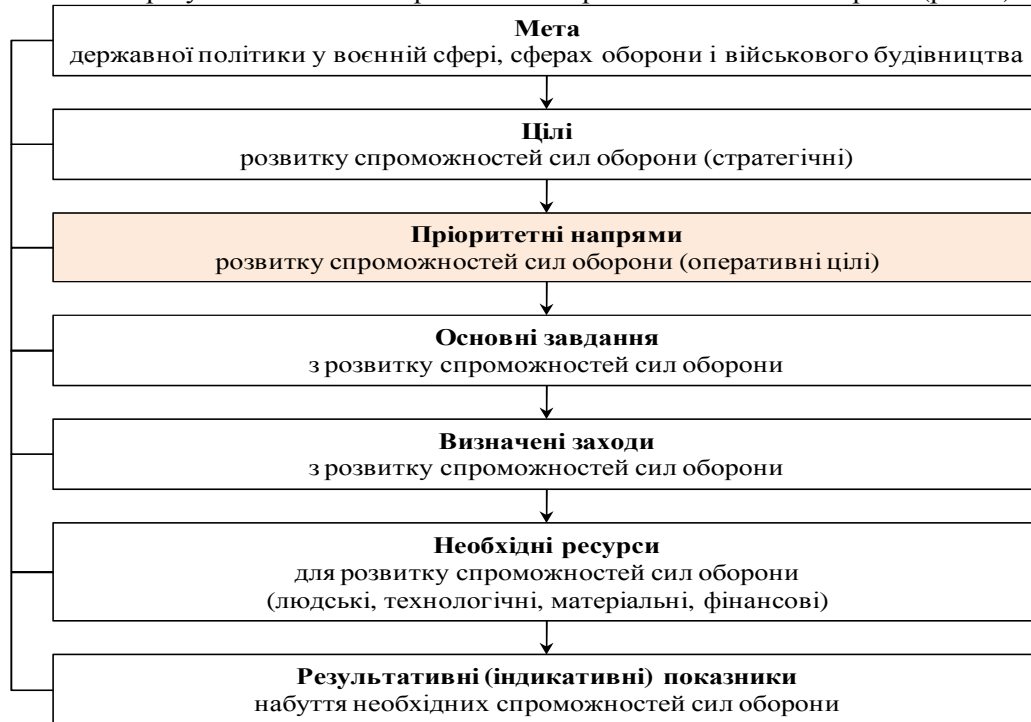 Мета
державної політики у воєнній сфері, сферах оборони і військового будівництва
Цілі
розвитку спроможностей сил оборони (стратегічні)
Пріоритетні напрями
розвитку спроможностей сил оборони (оперативні цілі)
Основні завдання
з розвитку спроможностей сил оборони
Визначені заходи
з розвитку спроможностей сил оборони
Необхідні ресурси
для розвитку спроможностей сил оборони
(людські, технологічні, матеріальні, фінансові)
Результативні (індикативні) показники
набуття необхідних спроможностей сил оборони